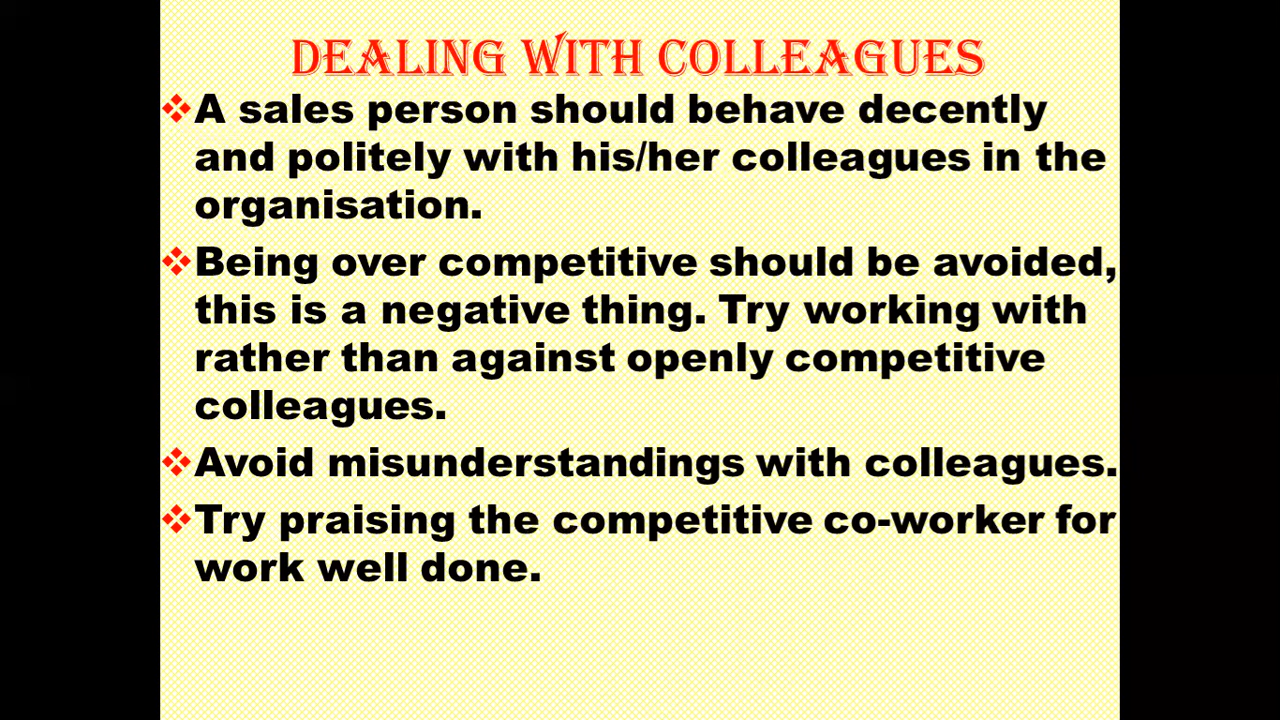 DEALING WITH COLLEAGUES
❖A sales person should behave decently
and politely with his/her colleagues in the
organisation.
❖Being over competitive should be avoided,
this is a negative thing. Try working with
rather than against openly competitive
colleagues.
❖Avoid misunderstandings with colleagues.
❖Try praising the competitive co-worker for
work well done.